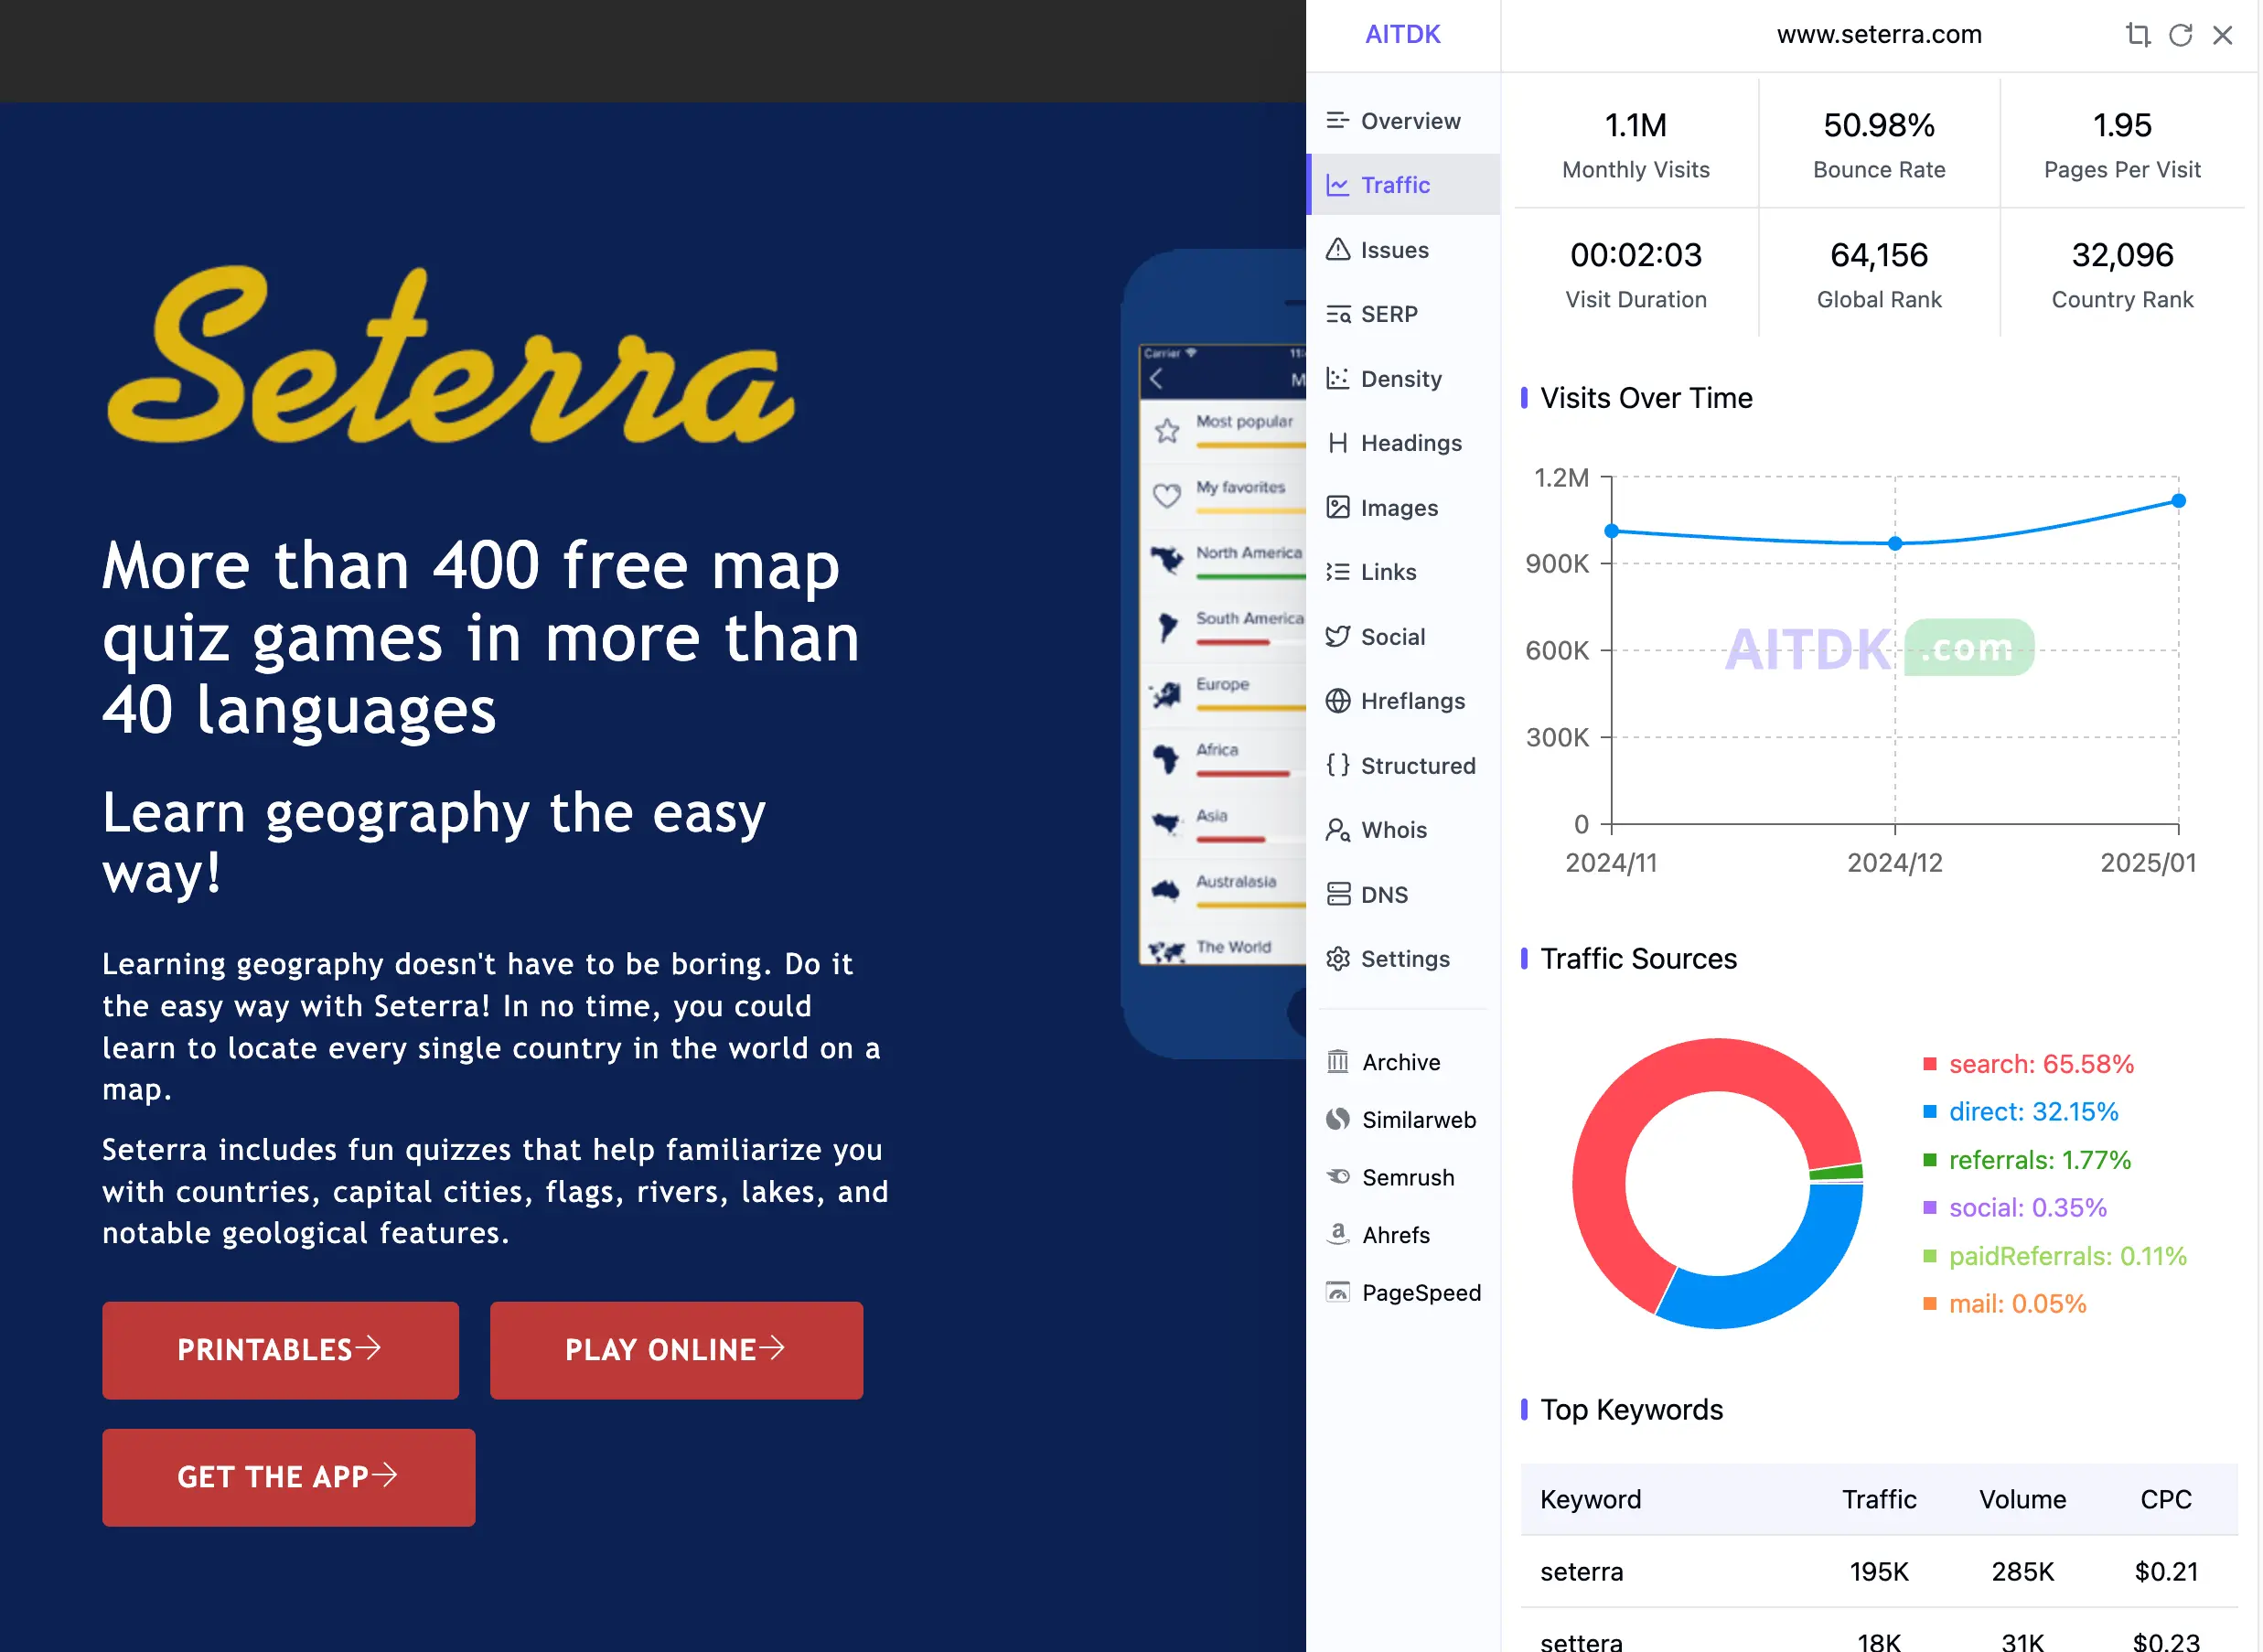 Seterra
More than 400 free map
quiz games in more than
40 languages
Learn geography the easy
way!
Learning geography doesn't have to be boring. Do it
the easy way with Seterra! In no time, you could
learn to locate every single country in the world on a
map.
Seterra includes fun quizzes that help familiarize you
with countries, capital cities, flags, rivers, lakes, and
notable geological features.
PRINTABLES→
PLAY ONLINE→
GET THE APP→
Carrier
11:
M
Most popular
My favorites
North America
South America
Europe
Africa
Asia
Australasia
The World
AITDK
Overview
Traffic
Issues
SERP
Density
Headings
Images
Links
Social
Hreflangs
Structured
Whois
DNS
Settings
Archive
Similarweb
Semrush
Ahrefs
PageSpeed
www.seterra.com
1.1M
Monthly Visits
50.98%
Bounce Rate
1.95
Pages Per Visit
00:02:03
Visit Duration
64,156
Global Rank
32,096
Country Rank
Visits Over Time
1.2M
900K
600K
300K
0
2024/11
2024/12
2025/01
AITDK .com
Traffic Sources
search: 65.58%
direct: 32.15%
referrals: 1.77%
social: 0.35%
paidReferrals: 0.11%
mail: 0.05%
Top Keywords
Keyword Traffic Volume CPC
seterra 195K 285K $0.21
settera 18K 31K $0.23